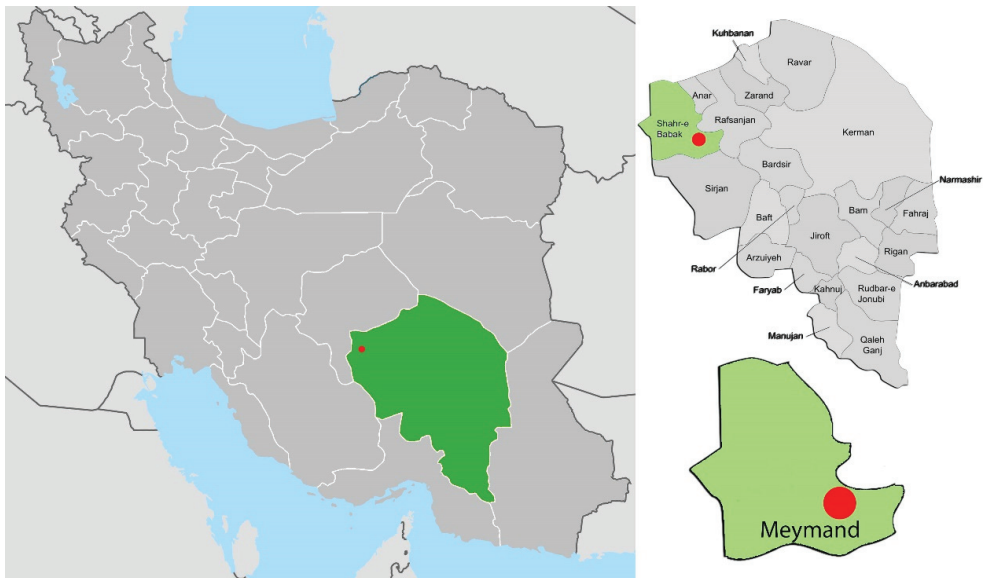 Kuhbanan
Ravar
Anar
Zarand
Shahr-e
Babak
Rafsanjan
Kerman
Bardsir
Sirjan
Narmashir
Baft
Bam
Fahraj
Jiroft
Rigan
Arzuiyeh
Rabor
Faryab
Kahnuj
Rudbar-e
Jonubi
Anbarabad
Manujan
Qaleh
Ganj
Meymand